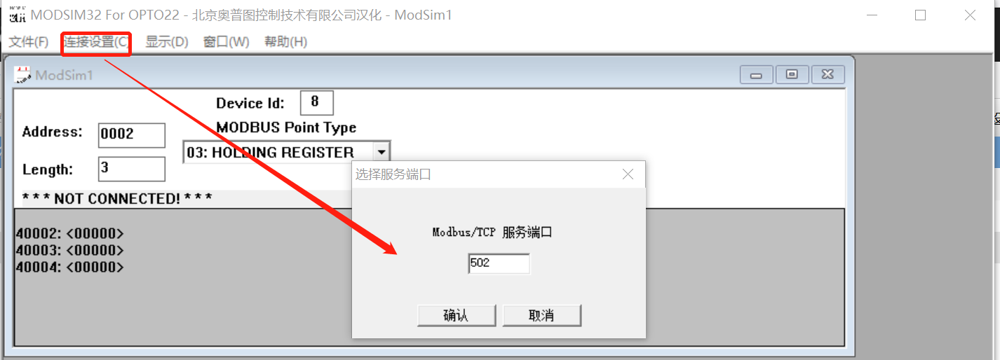 MODSIM32 For OPTO22 - 北京奥普图控制技术有限公司汉化 - ModSim1
文件(F) 连接设置(C) 显示(D) 窗口(W) 帮助(H)
ModSim1
Device Id: 8
Address: 0002
MODBUS Point Type
03: HOLDING REGISTER
Length: 3
* * * NOT CONNECTED! * * *
40002: <00000>
40003: <00000>
40004: <00000>
选择服务端口
Modbus/TCP 服务端口
502
确认 取消